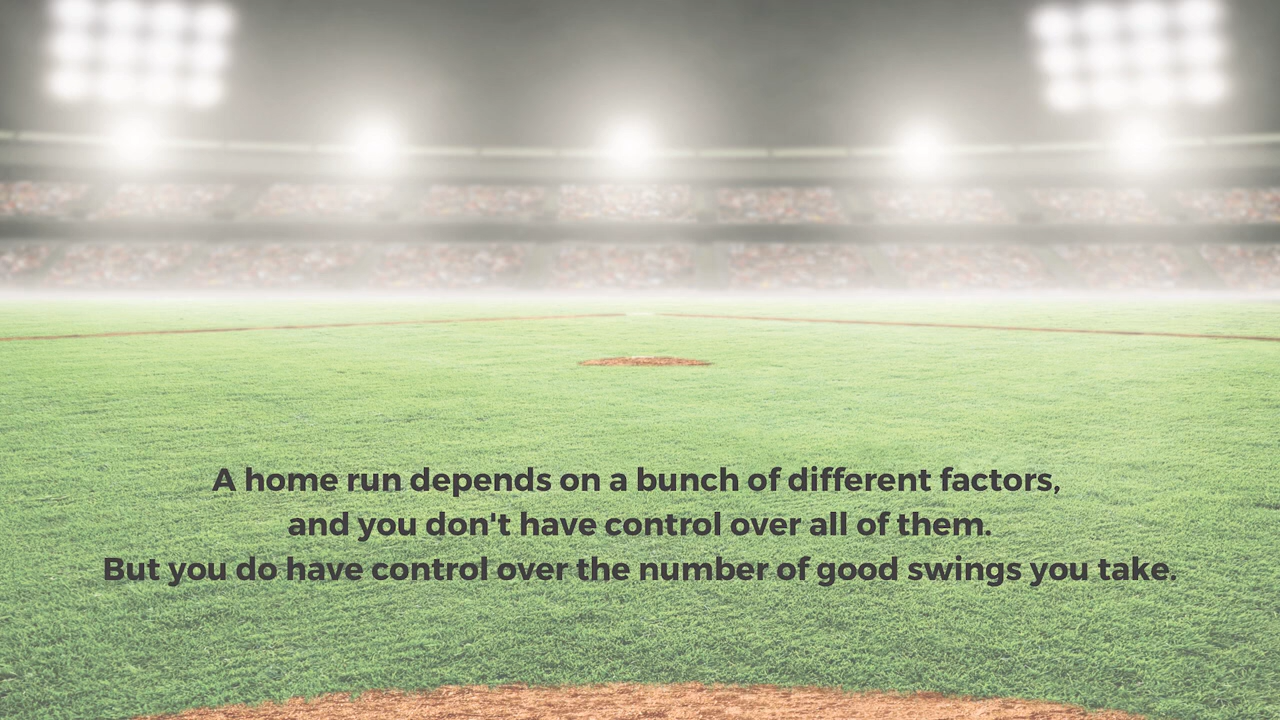 A home run depends on a bunch of different factors,
and you don't have control over all of them.
But you do have control over the number of good swings you take.